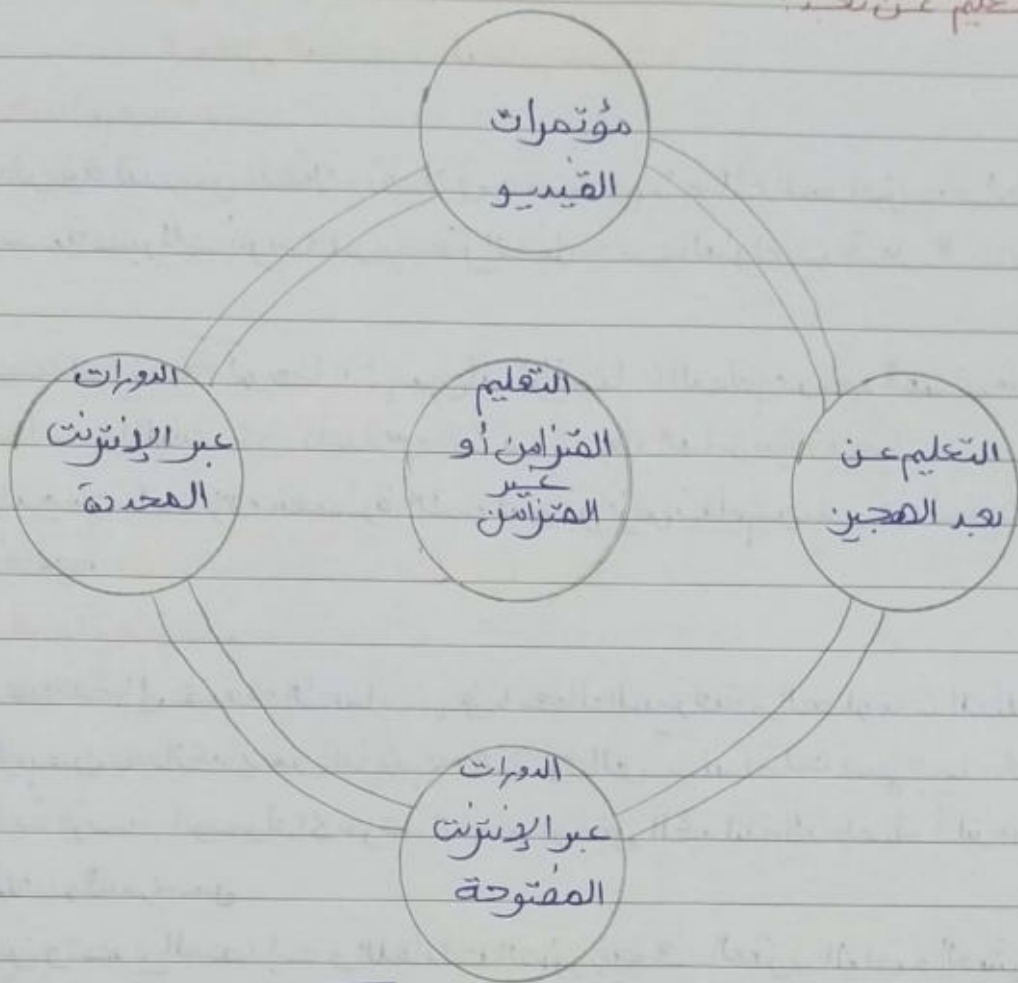 مؤتمرات
الفيديو
الدورات
عبر الإنترنت
المحددة
التعليم
المتزامن أو
غير
المتزامن
التعليم عن
بعد الهجين
الدورات
عبر الإنترنت
المفتوحة